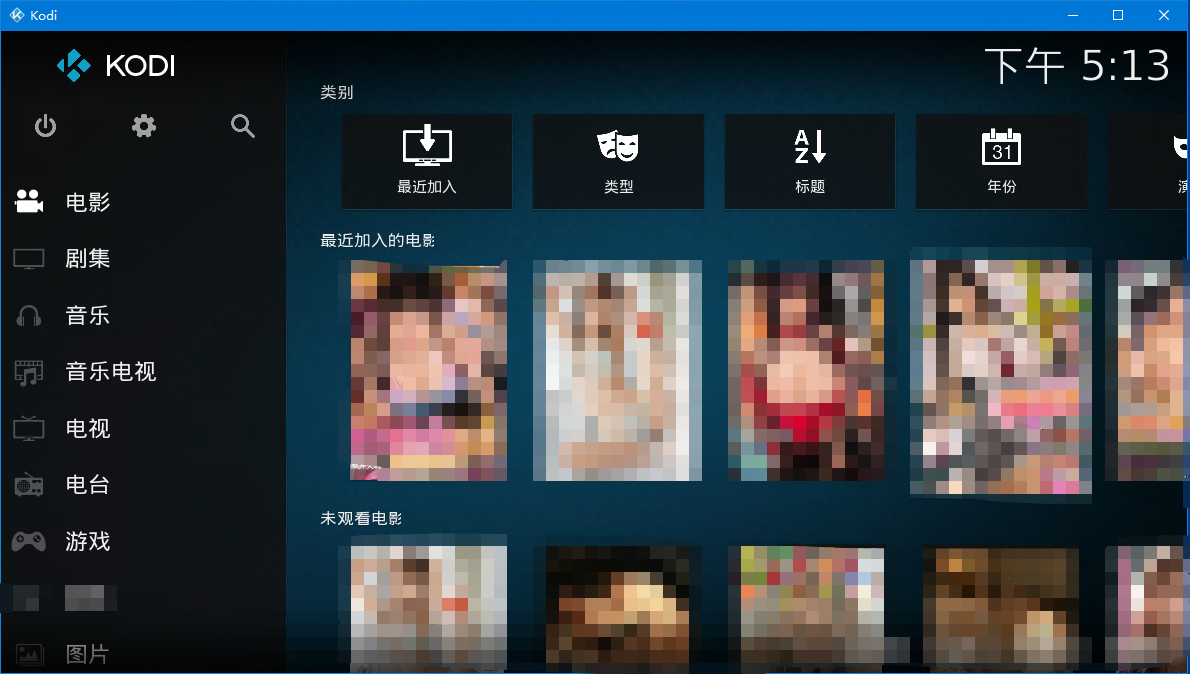 Kodi
KODI
下午 5:13
类别
最近加入
类型
标题
31
年份
电影
剧集
音乐
音乐电视
电视
电台
游戏
图片
最近加入的电影
未观看电影